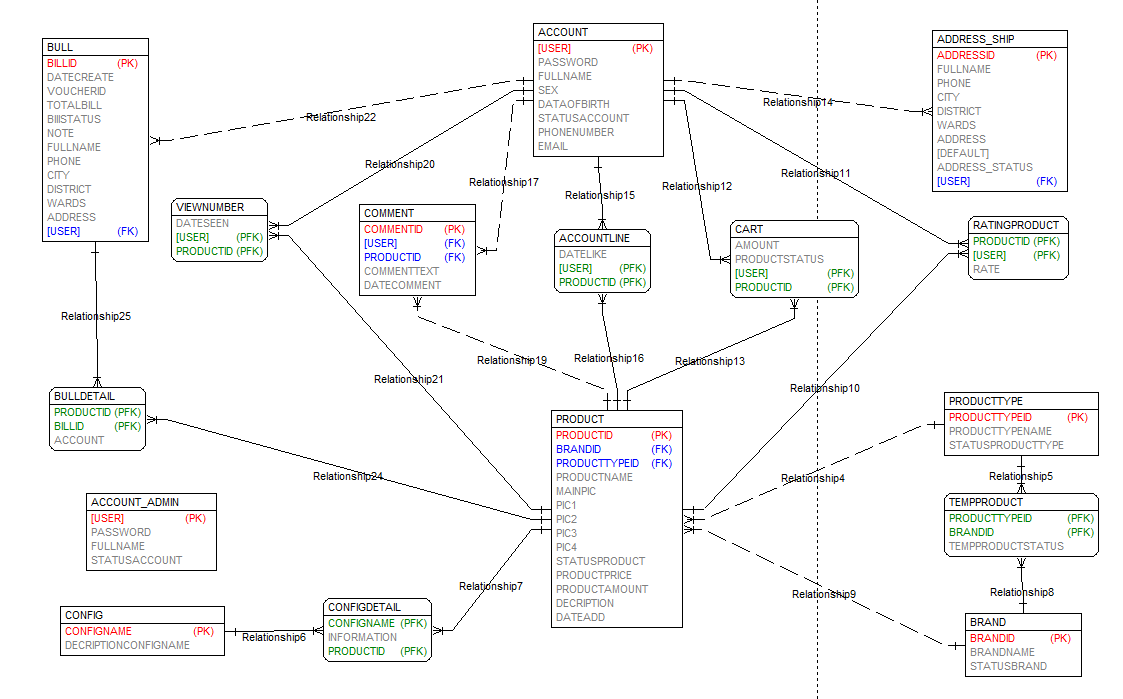 BULL
BILLID (PK)
DATECREATE
VOUCHERID
TOTALBILL
BIllSTATUS
NOTE
FULLNAME
PHONE
CITY
DISTRICT
WARDS
ADDRESS
[USER] (FK)
ACCOUNT
[USER] (PK)
PASSWORD
FULLNAME
SEX
DATAOFBIRTH
STATUSACCOUNT
PHONENUMBER
EMAIL
ADDRESS_SHIP
ADDRESSID (PK)
FULLNAME
PHONE
CITY
DISTRICT
WARDS
ADDRESS
[DEFAULT]
ADDRESS_STATUS
[USER] (FK)
Relationship22
Relationship14
Relationship20
Relationship17
Relationship15
Relationship12
Relationship11
VIEWNUMBER
DATESEEN
[USER] (PFK)
PRODUCTID (PFK)
COMMENT
COMMENTID (PK)
[USER] (FK)
PRODUCTID (FK)
COMMENTTEXT
DATECOMMENT
ACCOUNTLINE
DATELIKE
[USER] (PFK)
PRODUCTID (PFK)
CART
AMOUNT
PRODUCTSTATUS
[USER] (PFK)
PRODUCTID (PFK)
RATINGPRODUCT
PRODUCTID (PFK)
[USER] (PFK)
RATE
Relationship25
Relationship21
Relationship19
Relationship16
Relationship13
Relationship10
BULLDETAIL
PRODUCTID (PFK)
BILLID (PFK)
ACCOUNT
PRODUCT
PRODUCTID (PK)
BRANDID (FK)
PRODUCTTYPEID (FK)
PRODUCTNAME
MAINPIC
PIC1
PIC2
PIC3
PIC4
STATUSPRODUCT
PRODUCTPRICE
PRODUCTAMOUNT
DECRIPTION
DATEADD
PRODUCTTYPE
PRODUCTTYPEID (PK)
PRODUCTTYPENAME
STATUSPRODUCTTYPE
Relationship24
Relationship4
Relationship5
TEMPPRODUCT
PRODUCTTYPEID (PFK)
BRANDID (PFK)
TEMPPRODUCTSTATUS
ACCOUNT_ADMIN
[USER] (PK)
PASSWORD
FULLNAME
STATUSACCOUNT
Relationship7
Relationship9
Relationship8
CONFIG
CONFIGNAME (PK)
DECRIPTIONCONFIGNAME
Relationship6
CONFIGDETAIL
CONFIGNAME (PFK)
INFORMATION
PRODUCTID (PFK)
BRAND
BRANDID (PK)
BRANDNAME
STATUSBRAND